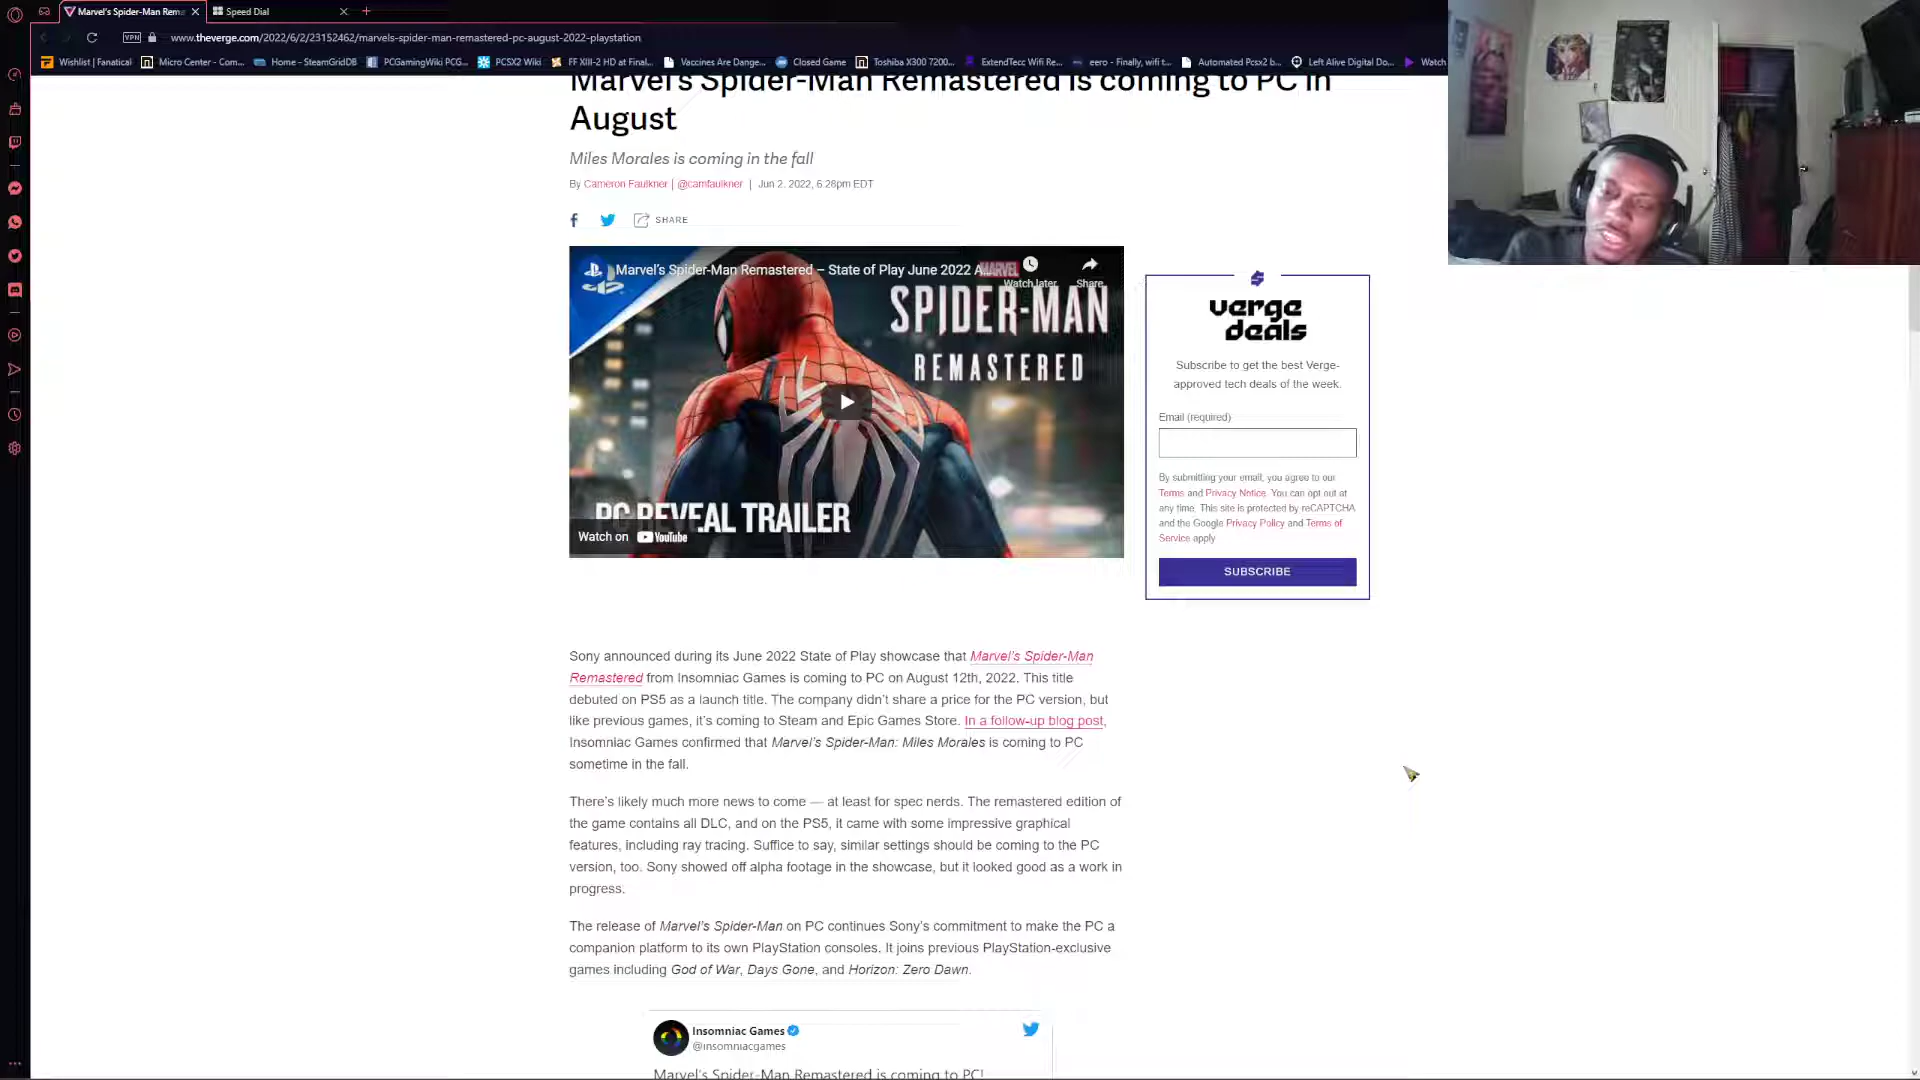 Marvel's Spider-Man Rema
Speed Dial
VPN
www.theverge.com/2022/6/2/23152462/marvels-spider-man-remastered-pc-august-2022-playstation
Wishlist | Fanatical
Micro Center - Com...
Home - SteamGridDB
PCGamingWiki PCG...
PCSX2 Wiki
FF XIII-2 HD at Final...
Vaccines Are Dange...
Closed Game
Toshiba X300 7200...
ExtendTecc Wifi Re...
eero - Finally, wifi t...
Automated Pcsx2 b...
Left Alive Digital Do...
Watch
Marvel's Spider-Man Remastered is coming to PC in
August
Miles Morales is coming in the fall
By Cameron Faulkner | @camfaulkner | Jun 2, 2022, 6:28pm EDT
SHARE
Marvel's Spider-Man Remastered – State of Play June 2022 A...
Watch later
Share
MARVEL
SPIDER-MAN
REMASTERED
PC REVEAL TRAILER
Watch on YouTube
verge
deals
Subscribe to get the best Verge-
approved tech deals of the week.
Email (required)
By submitting your email, you agree to our
Terms and Privacy Notice. You can opt out at
any time. This site is protected by reCAPTCHA
and the Google Privacy Policy and Terms of
Service apply
SUBSCRIBE
Sony announced during its June 2022 State of Play showcase that Marvel's Spider-Man
Remastered from Insomniac Games is coming to PC on August 12th, 2022. This title
debuted on PS5 as a launch title. The company didn't share a price for the PC version, but
like previous games, it's coming to Steam and Epic Games Store. In a follow-up blog post,
Insomniac Games confirmed that Marvel's Spider-Man: Miles Morales is coming to PC
sometime in the fall.
There's likely much more news to come — at least for spec nerds. The remastered edition of
the game contains all DLC, and on the PS5, it came with some impressive graphical
features, including ray tracing. Suffice to say, similar settings should be coming to the PC
version, too. Sony showed off alpha footage in the showcase, but it looked good as a work in
progress.
The release of Marvel's Spider-Man on PC continues Sony's commitment to make the PC a
companion platform to its own PlayStation consoles. It joins previous PlayStation-exclusive
games including God of War, Days Gone, and Horizon: Zero Dawn.
Insomniac Games
@insomniacgames
Marvel's Spider-Man Remastered is coming to PC!